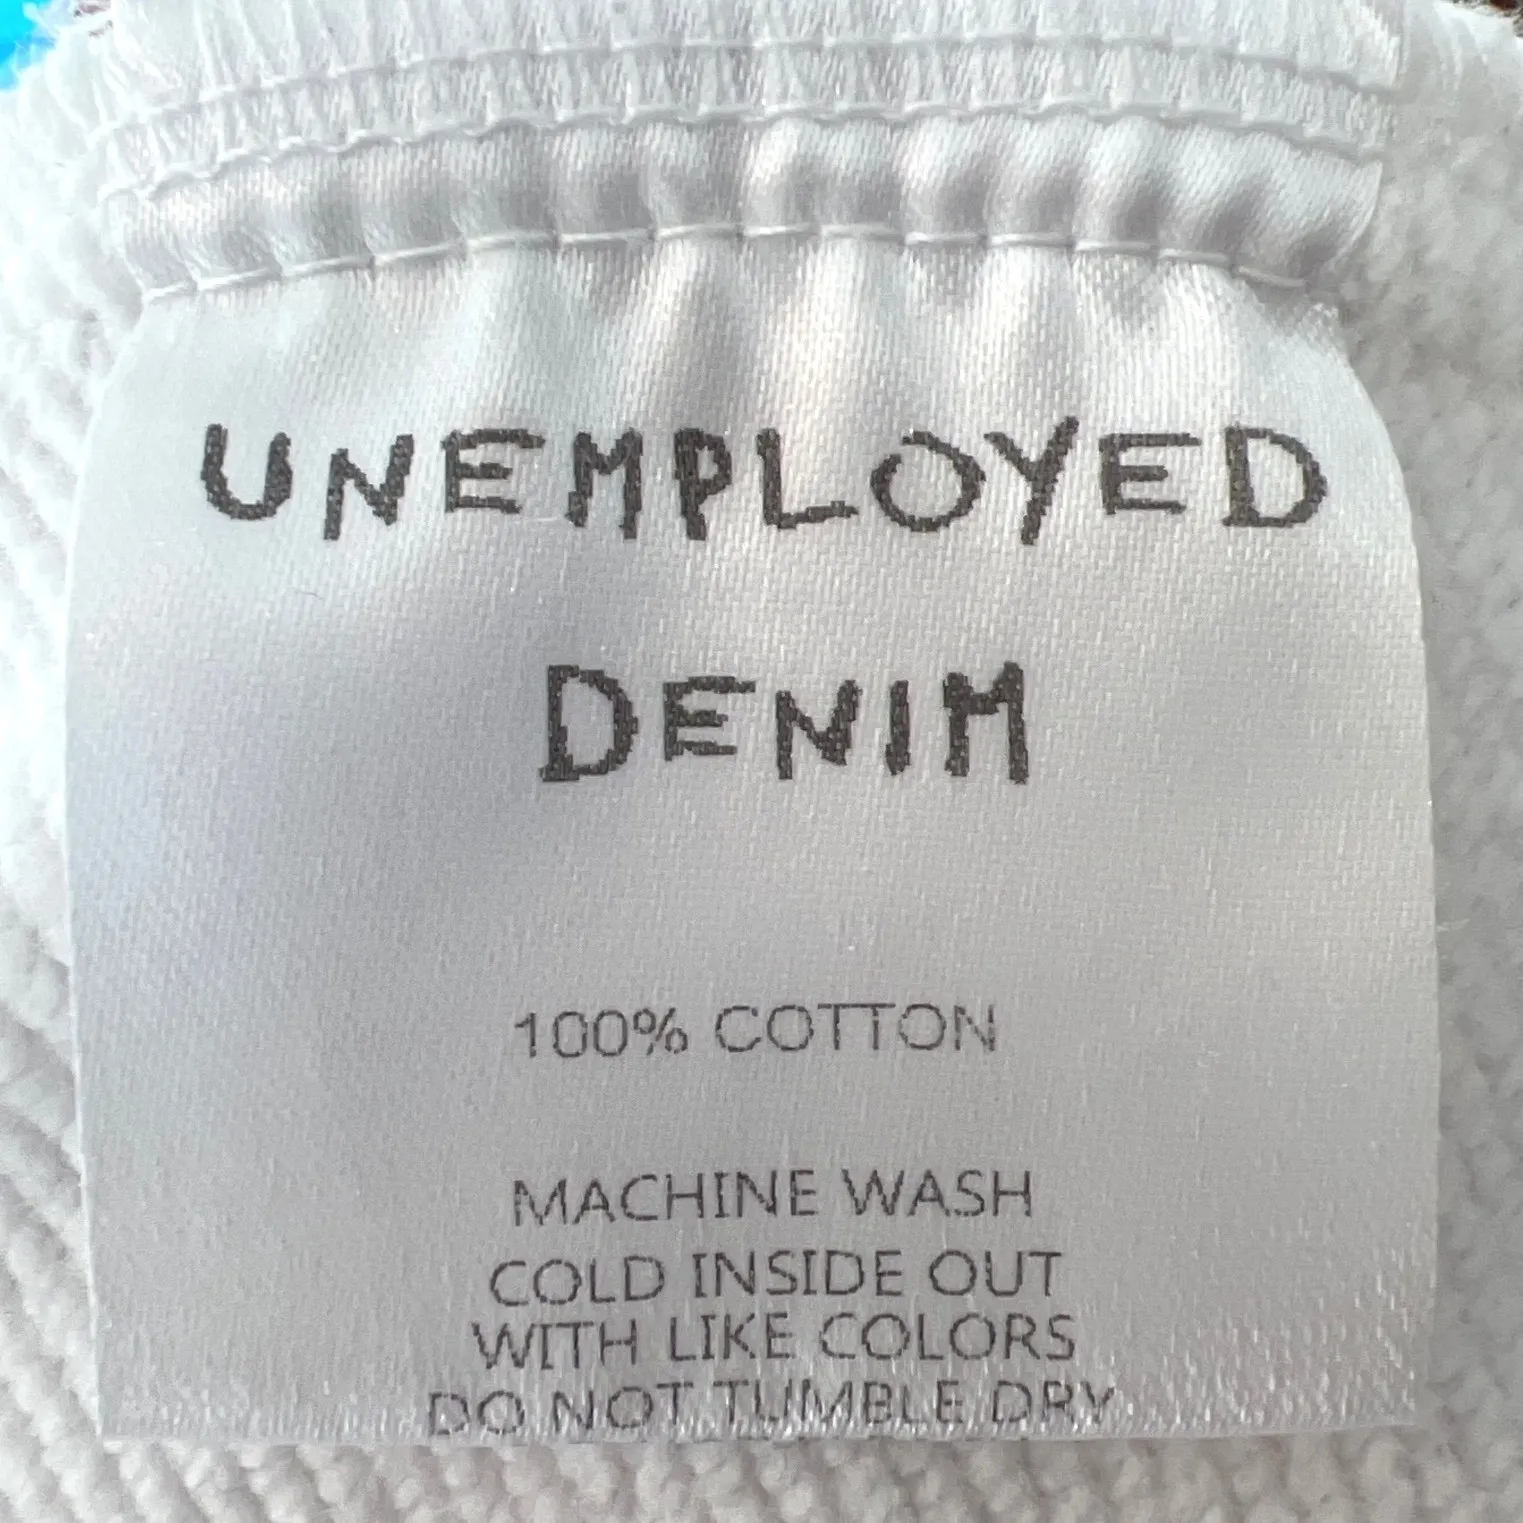 UNEMPLOYED
DENIM
100% COTTON
MACHINE WASH
COLD INSIDE OUT
WITH LIKE COLORS
DO NOT TUMBLE DRY